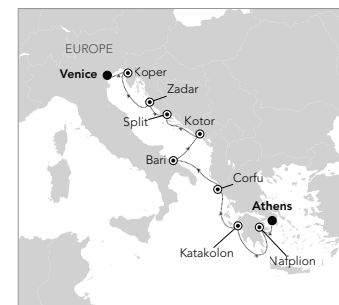 EUROPE
Venice
Koper
Zadar
Split
Kotor
Bari
Corfu
Athens
Katakolon
Nafplion